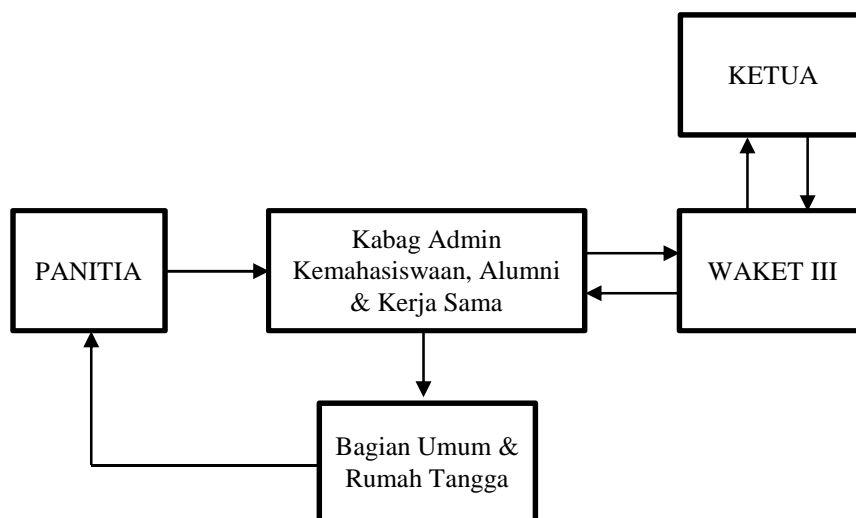 KETUA
PANITIA
Kabag Admin
Kemahasiswaan, Alumni
& Kerja Sama
WAKET III
Bagian Umum &
Rumah Tangga